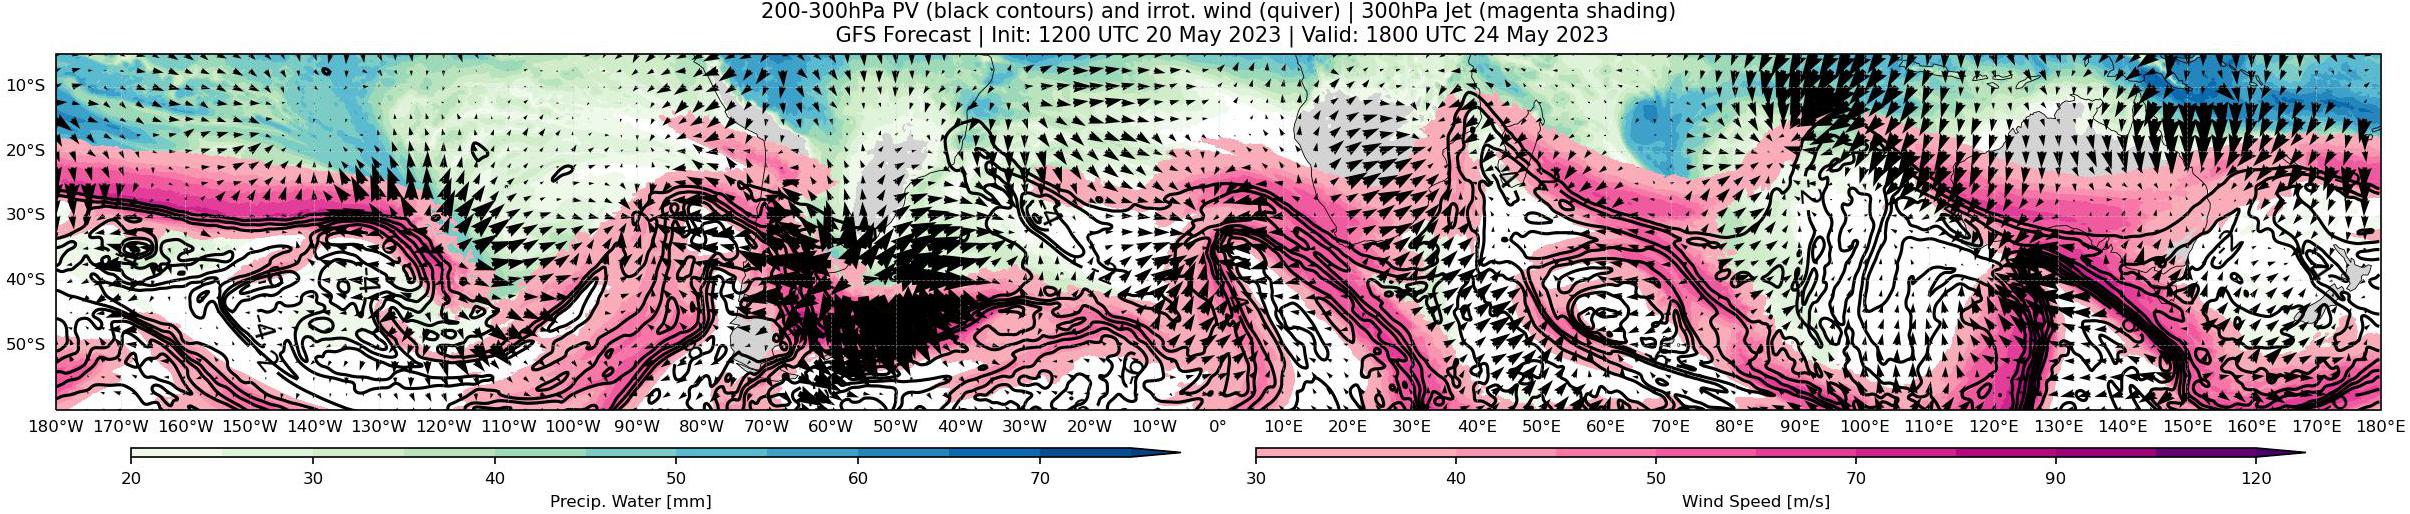 200-300hPa PV (black contours) and irrot. wind (quiver) | 300hPa Jet (magenta shading)
GFS Forecast | Init: 1200 UTC 20 May 2023 | Valid: 1800 UTC 24 May 2023
10°S
20°S
30°S
40°S
50°S
-4
-4
-4
180°W 170°W 160°W 150°W 140°W 130°W 120°W 110°W 100°W 90°W 80°W 70°W 60°W 50°W 40°W 30°W 20°W 10°W 0° 10°E 20°E 30°E 40°E 50°E 60°E 70°E 80°E 90°E 100°E 110°E 120°E 130°E 140°E 150°E 160°E 170°E 180°E
20 30 40 50 60 70
Precip. Water [mm]
30 40 50 70 90 120
Wind Speed [m/s]